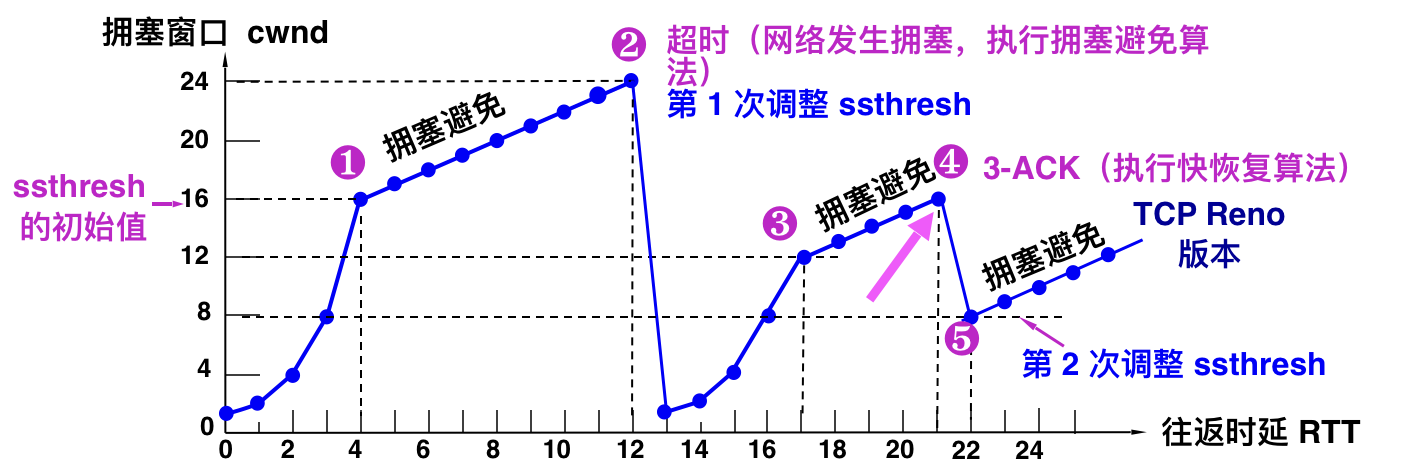 拥塞窗口 cwnd
❷ 超时（网络发生拥塞，执行拥塞避免算
法）
第 1 次调整 ssthresh
24
拥塞避免
20
❶
❹ 3-ACK（执行快恢复算法）
拥塞避免
ssthresh
的初始值
16
❸
TCP Reno
版本
拥塞避免
12
8
❺
第 2 次调整 ssthresh
4
0
0 2 4 6 8 10 12 14 16 18 20 22 24
往返时延 RTT